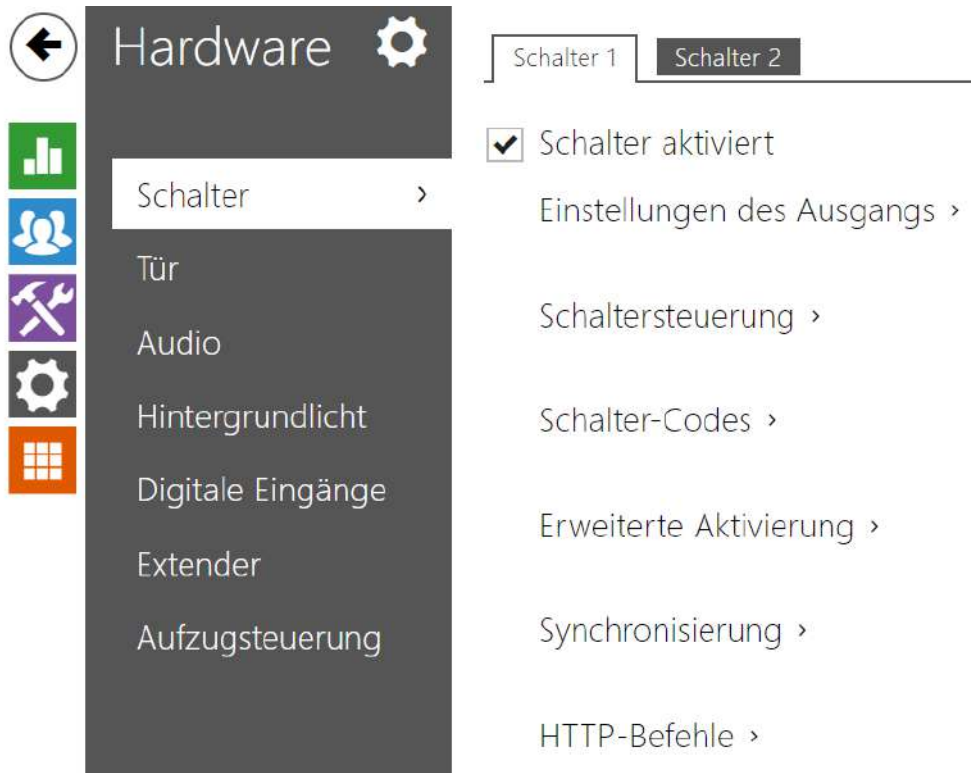 Hardware
Schalter
Tür
Audio
Hintergrundlicht
Digitale Eingänge
Extender
Aufzugsteuerung
Schalter 1
Schalter 2
Schalter aktiviert
Einstellungen des Ausgangs
Schaltersteuerung
Schalter-Codes
Erweiterte Aktivierung
Synchronisierung
HTTP-Befehle